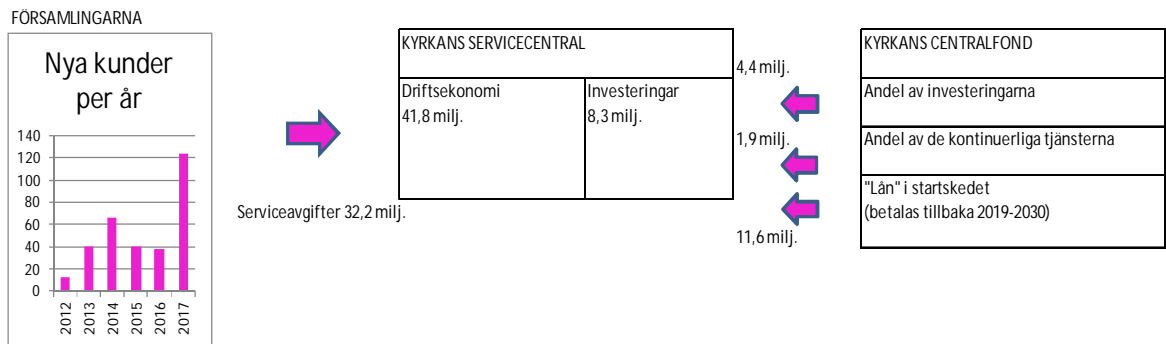 FÖRSAMLINGARNA
Nya kunder
per år
140
120
100
80
60
40
20
0
2012
2013
2014
2015
2016
2017
Serviceavgifter 32,2 milj.
KYRKANS SERVICECENTRAL
Driftsekonomi
41,8 milj.
Investeringar
8,3 milj.
4,4 milj.
1,9 milj.
11,6 milj.
KYRKANS CENTRALFOND
Andel av investeringarna
Andel av de kontinuerliga tjänsterna
"Lån" i startskedet
(betalas tillbaka 2019-2030)